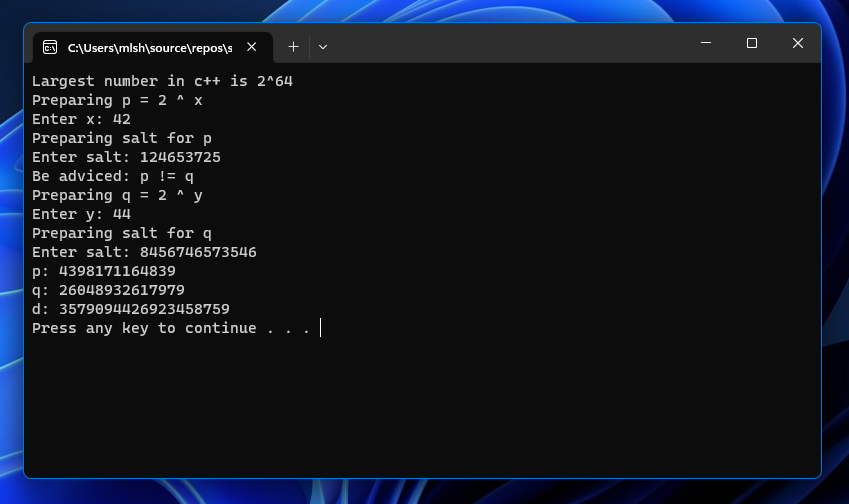 C:\Users\mlsh\source\repos\s
Largest number in c++ is 2^64
Preparing p = 2 ^ x
Enter x: 42
Preparing salt for p
Enter salt: 124653725
Be adviced: p != q
Preparing q = 2 ^ y
Enter y: 44
Preparing salt for q
Enter salt: 8456746573546
p: 4398171164839
q: 26048932617979
d: 3579094426923458759
Press any key to continue . . .